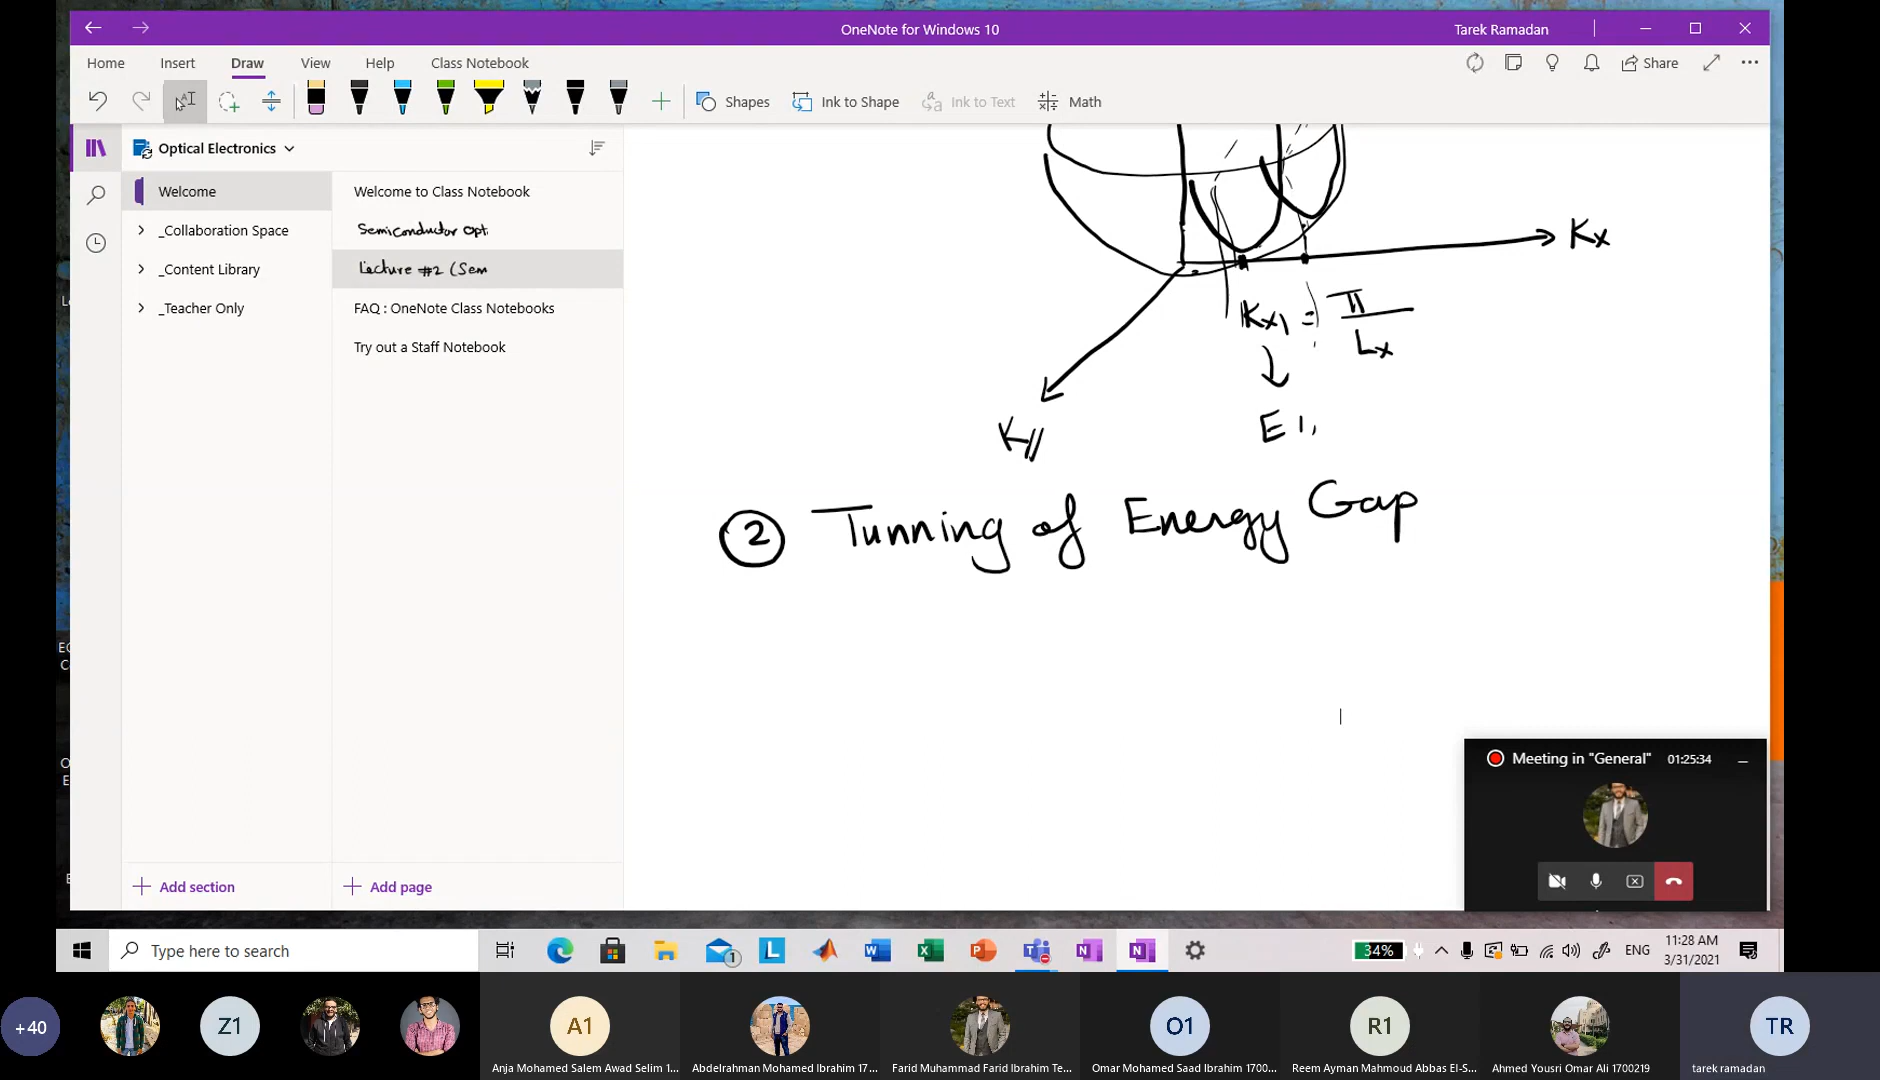 OneNote for Windows 10
Tarek Ramadan
Home Insert Draw View Help Class Notebook
Share
Shapes Ink to Shape Ink to Text Math
Optical Electronics
Welcome
_Collaboration Space
_Content Library
_Teacher Only
Welcome to Class Notebook
Semiconductor Opti
Lecture #2 (Sem
FAQ : OneNote Class Notebooks
Try out a Staff Notebook
Kx
Kx1 = π
Lx
E1,
K//
② Tunning of Energy Gap
Meeting in "General" 01:25:34
Add section
Add page
Type here to search
1
34%
ENG
11:28 AM
3/31/2021
+40
Z1
A1
O1
R1
TR
Anja Mohamed Salem Awad Selim 1...
Abdelrahman Mohamed Ibrahim 17...
Farid Muhammad Farid Ibrahim Te...
Omar Mohamed Saad Ibrahim 1700...
Reem Ayman Mahmoud Abbas El-S...
Ahmed Yousri Omar Ali 1700219
tarek ramadan